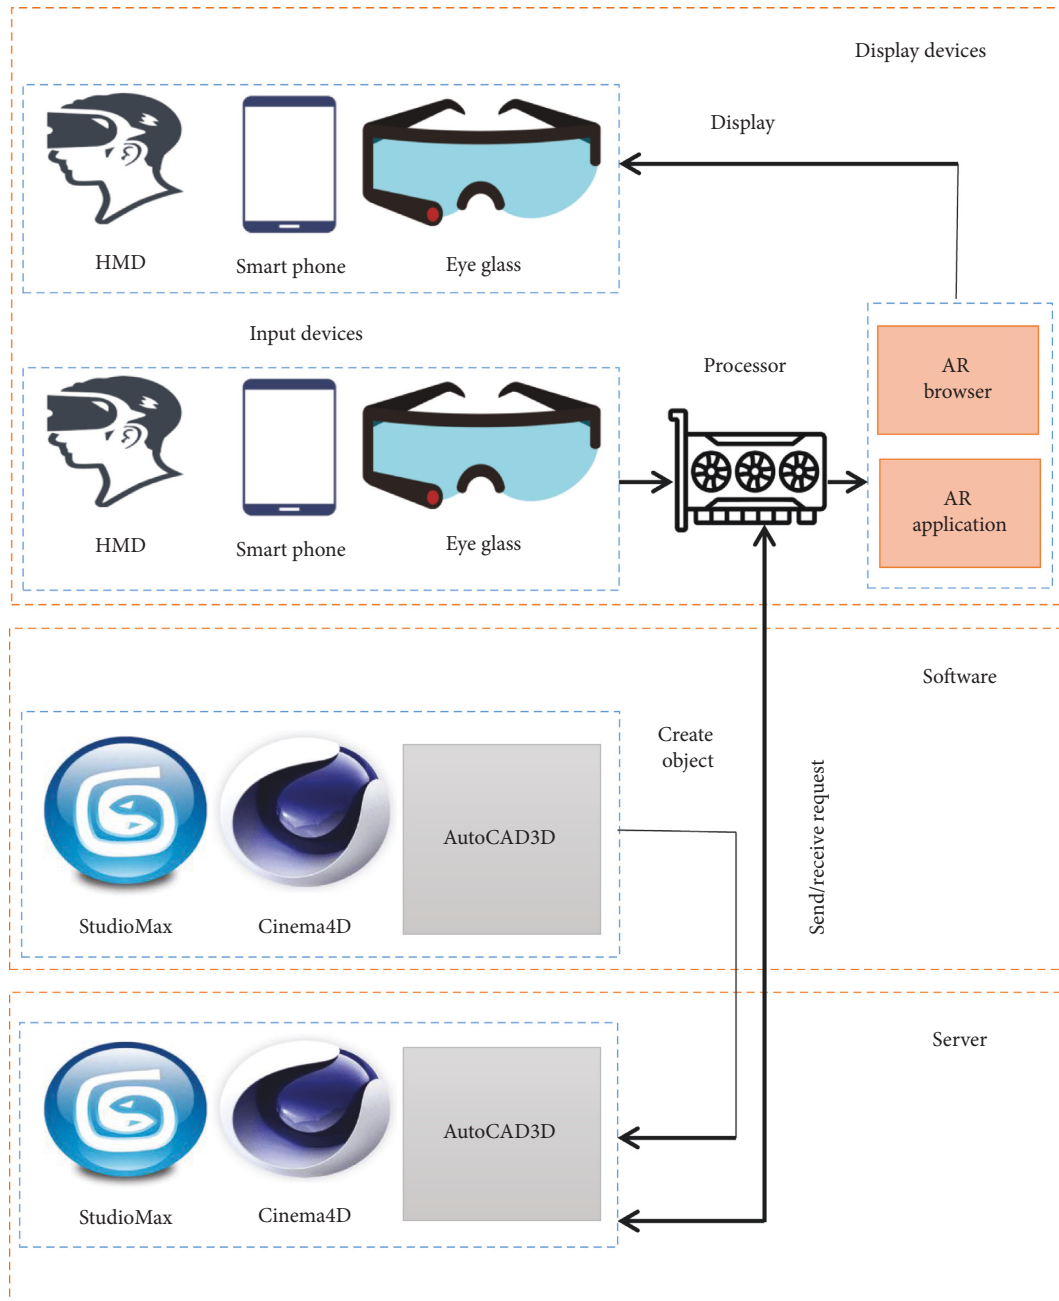 Display devices
Display
HMD
Smart phone
Eye glass
Input devices
Processor
AR
browser
HMD
Smart phone
Eye glass
AR
application
Software
Create
object
Send/receive request
AutoCAD3D
StudioMax
Cinema4D
Server
AutoCAD3D
StudioMax
Cinema4D